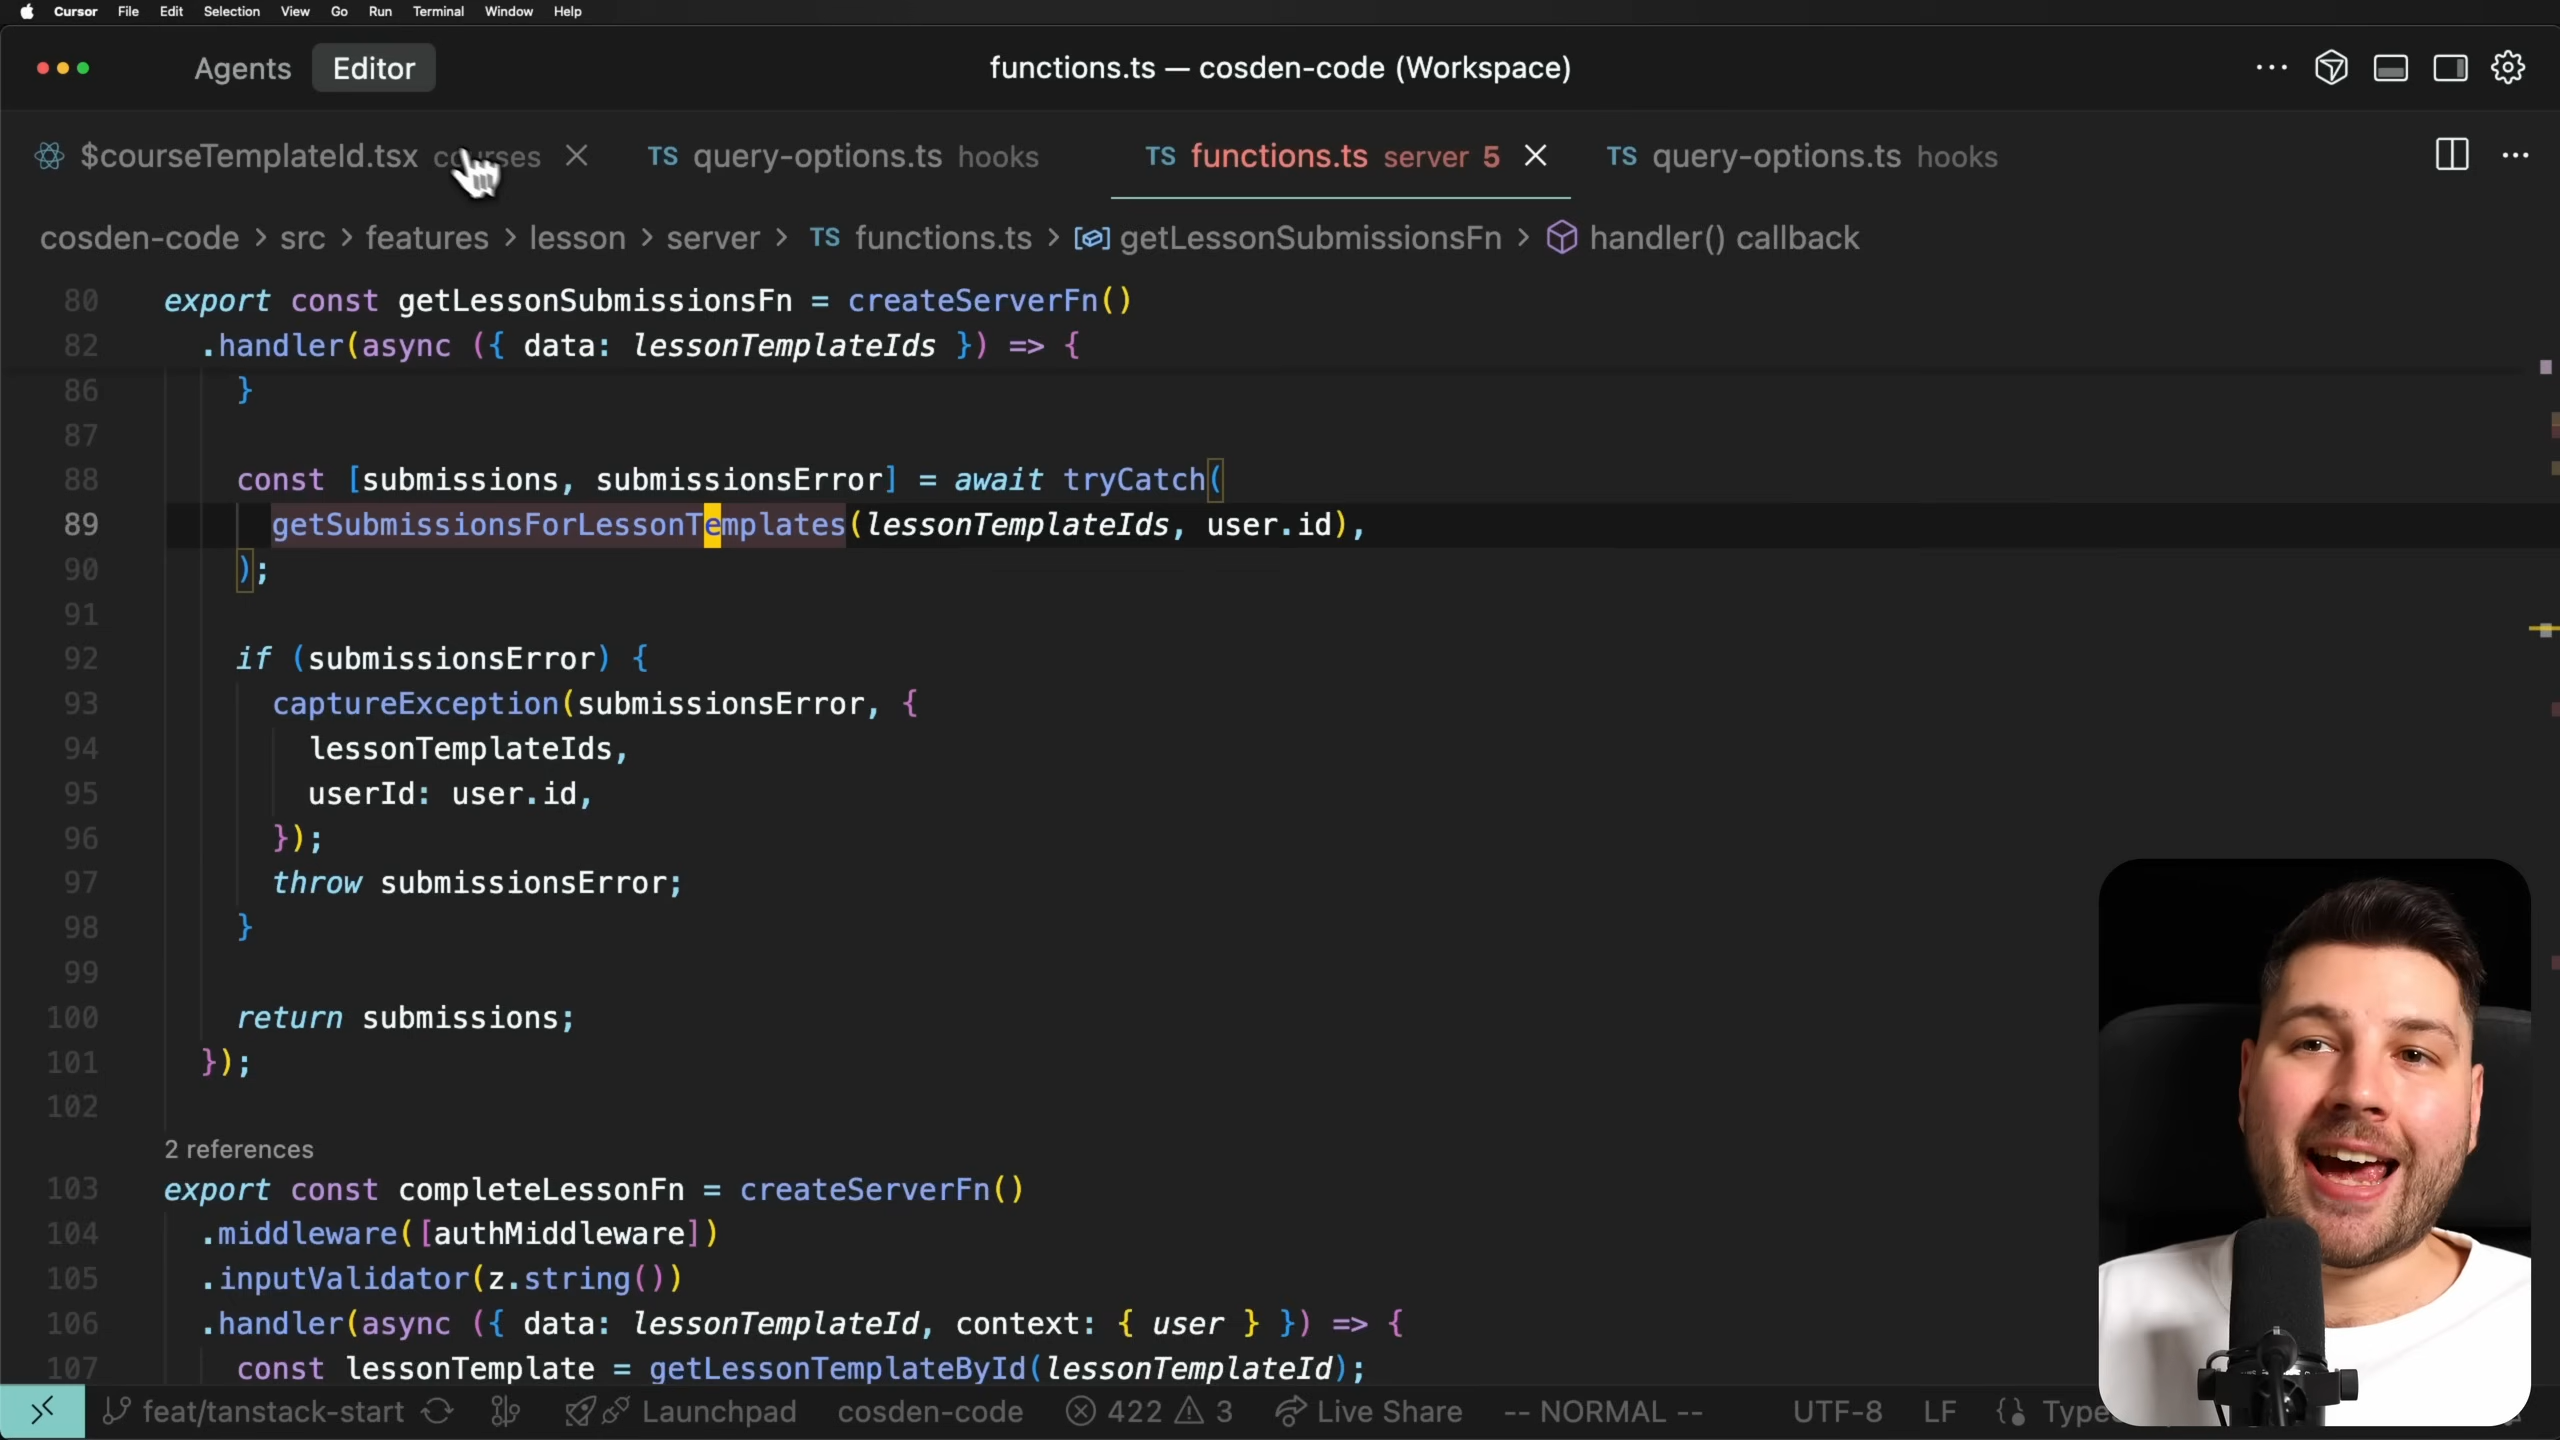 Cursor File Edit Selection View Go Run Terminal Window Help
Agents Editor functions.ts — cosden-code (Workspace)
$courseTemplateId.tsx courses TS query-options.ts hooks TS functions.ts server 5 TS query-options.ts hooks
cosden-code > src > features > lesson > server > TS functions.ts > getLessonSubmissionsFn > handler() callback
80 export const getLessonSubmissionsFn = createServerFn()
82 .handler(async ({ data: lessonTemplateIds }) => {
86 }
87
88 const [submissions, submissionsError] = await tryCatch(
89 getSubmissionsForLessonTemplates(lessonTemplateIds, user.id),
90 );
91
92 if (submissionsError) {
93 captureException(submissionsError, {
94 lessonTemplateIds,
95 userId: user.id,
96 });
97 throw submissionsError;
98 }
99
100 return submissions;
101 });
102
2 references
103 export const completeLessonFn = createServerFn()
104 .middleware([authMiddleware])
105 .inputValidator(z.string())
106 .handler(async ({ data: lessonTemplateId, context: { user } }) => {
107 const lessonTemplate = getLessonTemplateById(lessonTemplateId);
feat/tanstack-start Launchpad cosden-code 422 3 Live Share -- NORMAL -- UTF-8 LF